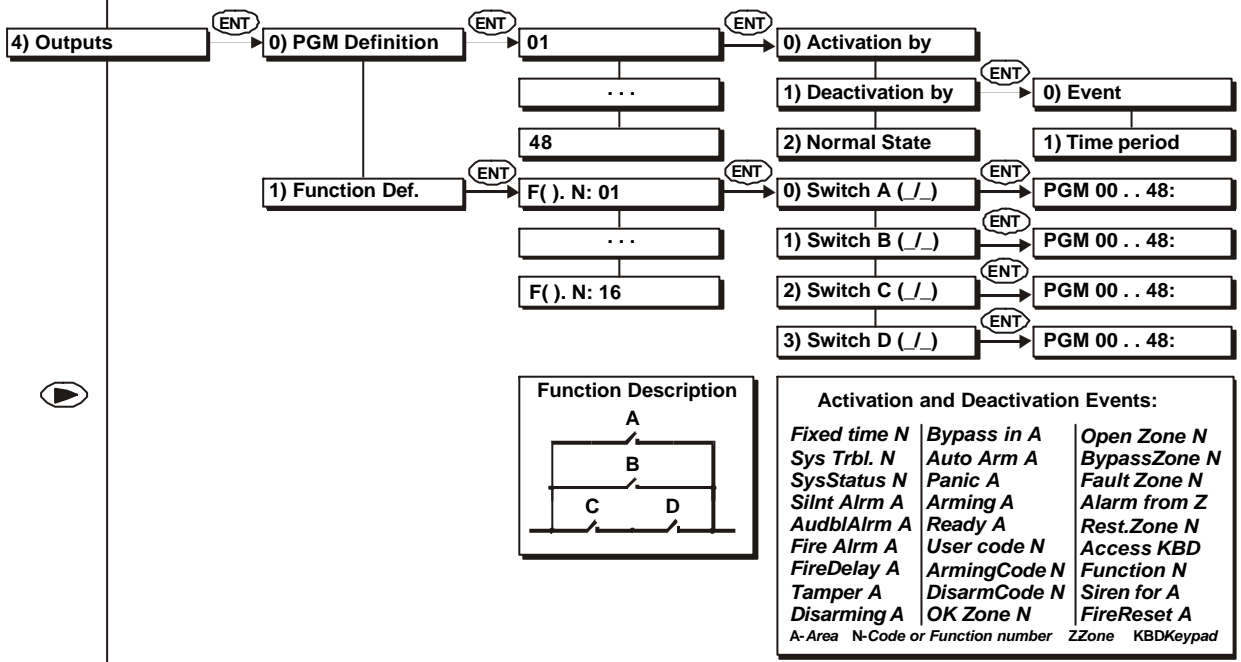 ENT ENT ENT
4) Outputs 0) PGM Definition 01 0) Activation by
ENT
. . . 1) Deactivation by 0) Event
48 2) Normal State 1) Time period
ENT ENT ENT
1) Function Def. F( ). N: 01 0) Switch A (_/_) PGM 00 . . 48:
ENT
. . . 1) Switch B (_/_) PGM 00 . . 48:
ENT
F( ). N: 16 2) Switch C (_/_) PGM 00 . . 48:
ENT
3) Switch D (_/_) PGM 00 . . 48:
Function Description
A
B
C D
Activation and Deactivation Events:
Fixed time N Bypass in A Open Zone N
Sys Trbl. N Auto Arm A BypassZone N
SysStatus N Panic A Fault Zone N
Silnt Alrm A Arming A Alarm from Z
AudblAlrm A Ready A Rest.Zone N
Fire Alrm A User code N Access KBD
FireDelay A ArmingCode N Function N
Tamper A DisarmCode N Siren for A
Disarming A OK Zone N FireReset A
A-Area N-Code or Function number ZZone KBDKeypad